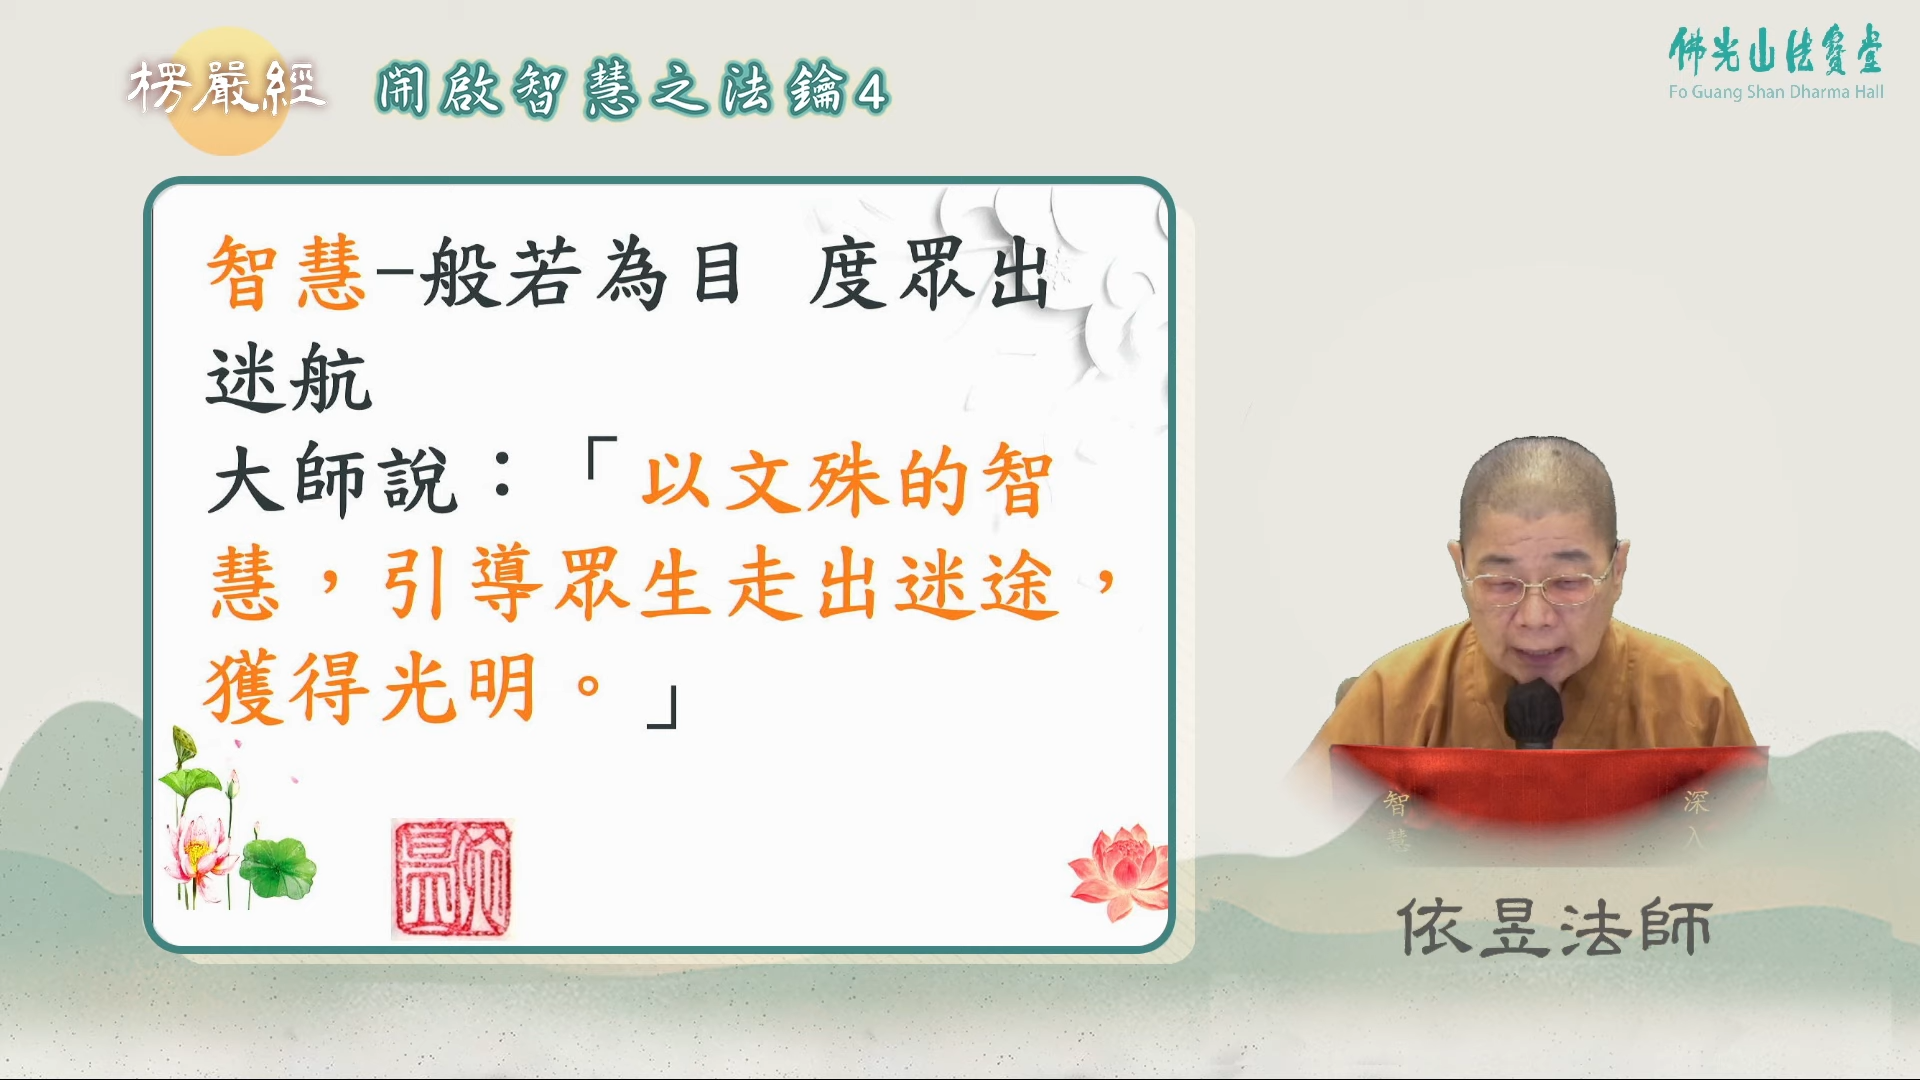 楞嚴經 開啟智慧之法鑰4
佛光山法寶堂
Fo Guang Shan Dharma Hall
智慧-般若為目 度眾出
迷航
大師說：「以文殊的智
慧，引導眾生走出迷途，
獲得光明。」
智慧
深入
依昱法師